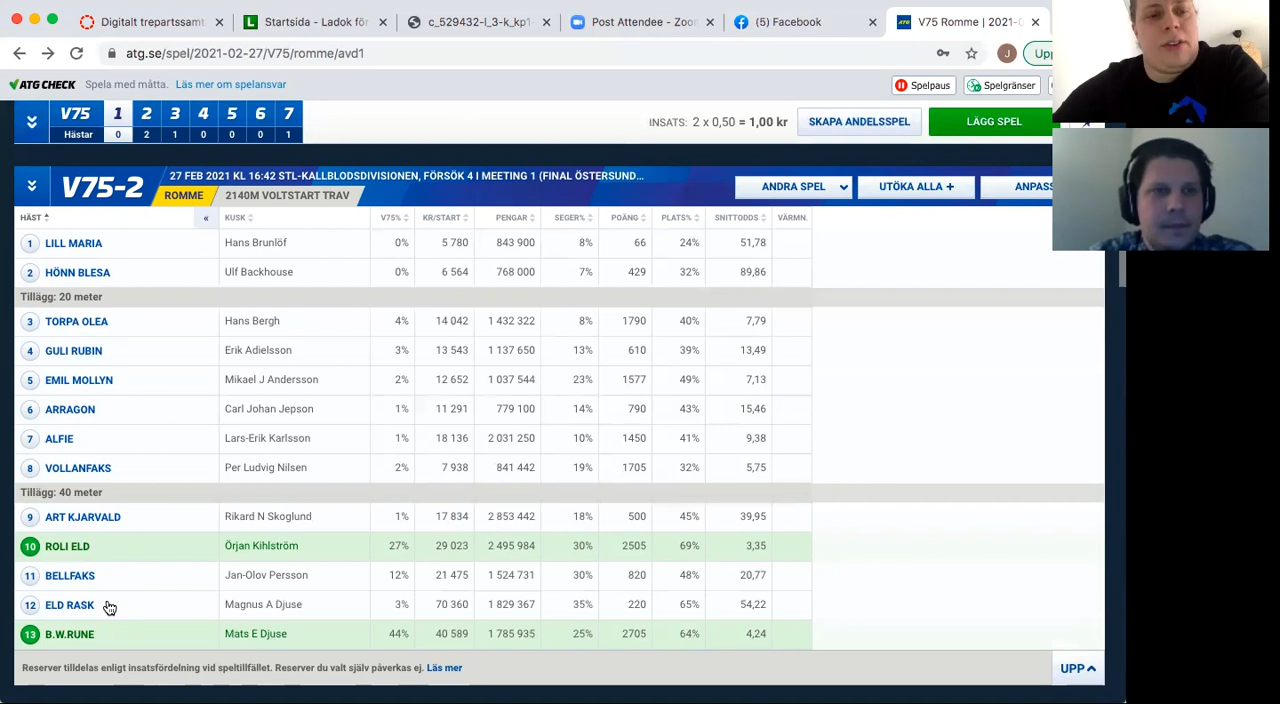 Digitalt trepartssamt
Startsida - Ladok för
c_529432-l_3-k_kp1-
Post Attendee - Zoo
(5) Facebook
V75 Romme | 2021-0
atg.se/spel/2021-02-27/V75/romme/avd1
J
Upp
ATG CHECK Spela med måtta. Läs mer om spelansvar
Spelpaus
Spelgränser
V75 1 2 3 4 5 6 7
Hästar 0 2 1 0 0 0 1
INSATS: 2 x 0,50 = 1,00 kr
SKAPA ANDELSSPEL
LÄGG SPEL
V75-2
27 FEB 2021 KL 16:42 STL-KALLBLODSDIVISIONEN, FÖRSÖK 4 I MEETING 1 (FINAL ÖSTERSUND...
ROMME 2140M VOLTSTART TRAV
ANDRA SPEL
UTÖKA ALLA +
ANPASS
HÄST « KUSK V75% KR/START PENGAR SEGER% POÄNG PLATS% SNITTODDS VÄRMN.
1 LILL MARIA Hans Brunlöf 0% 5 780 843 900 8% 66 24% 51,78
2 HÖNN BLESA Ulf Backhouse 0% 6 564 768 000 7% 429 32% 89,86
Tillägg: 20 meter
3 TORPA OLEA Hans Bergh 4% 14 042 1 432 322 8% 1790 40% 7,79
4 GULI RUBIN Erik Adielsson 3% 13 543 1 137 650 13% 610 39% 13,49
5 EMIL MOLLYN Mikael J Andersson 2% 12 652 1 037 544 23% 1577 49% 7,13
6 ARRAGON Carl Johan Jepson 1% 11 291 779 100 14% 790 43% 15,46
7 ALFIE Lars-Erik Karlsson 1% 18 136 2 031 250 10% 1450 41% 9,38
8 VOLLANFAKS Per Ludvig Nilsen 2% 7 938 841 442 19% 1705 32% 5,75
Tillägg: 40 meter
9 ART KJARVALD Rikard N Skoglund 1% 17 834 2 853 442 18% 500 45% 39,95
10 ROLI ELD Örjan Kihlström 27% 29 023 2 495 984 30% 2505 69% 3,35
11 BELLFAKS Jan-Olov Persson 12% 21 475 1 524 731 30% 820 48% 20,77
12 ELD RASK Magnus A Djuse 3% 70 360 1 829 367 35% 220 65% 54,22
13 B.W.RUNE Mats E Djuse 44% 40 589 1 785 935 25% 2705 64% 4,24
Reserver tilldelas enligt insatsfördelning vid speltillfället. Reserver du valt själv påverkas ej. Läs mer
UPP